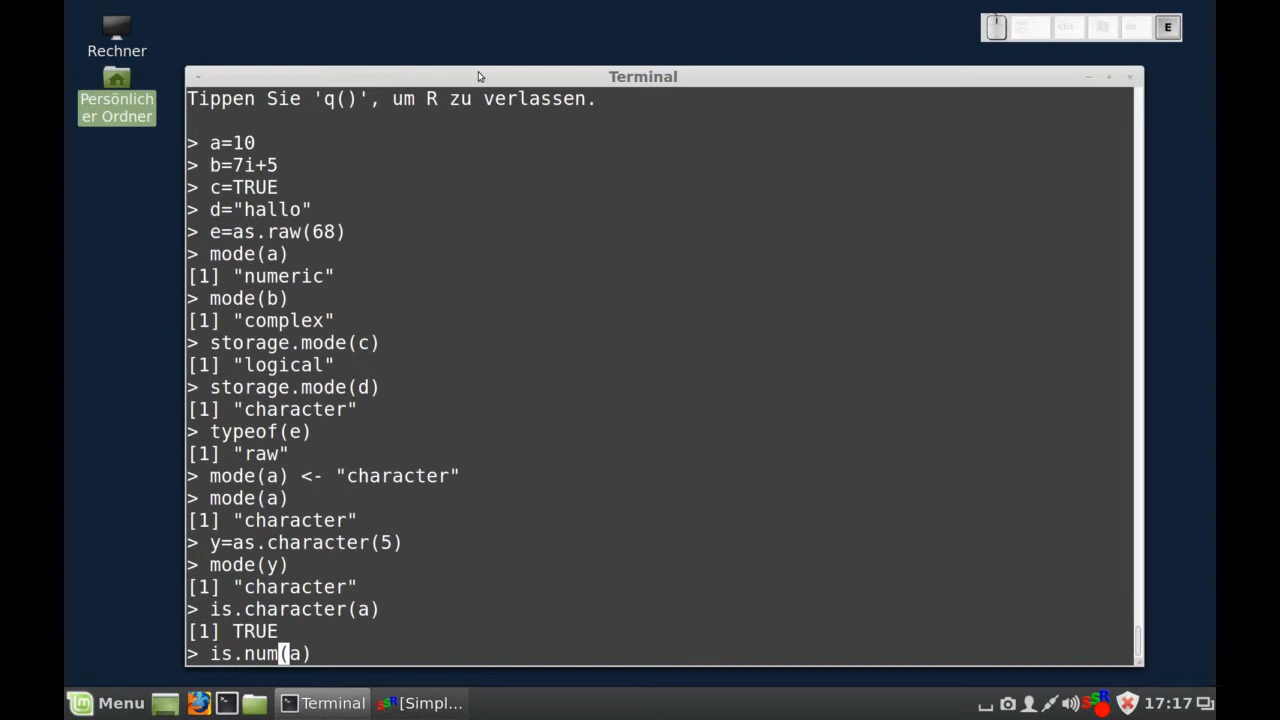 Rechner
E
Persönlich
er Ordner
Terminal
Tippen Sie 'q()', um R zu verlassen.
> a=10
> b=7i+5
> c=TRUE
> d="hallo"
> e=as.raw(68)
> mode(a)
[1] "numeric"
> mode(b)
[1] "complex"
> storage.mode(c)
[1] "logical"
> storage.mode(d)
[1] "character"
> typeof(e)
[1] "raw"
> mode(a) <- "character"
> mode(a)
[1] "character"
> y=as.character(5)
> mode(y)
[1] "character"
> is.character(a)
[1] TRUE
> is.num(a)
Menu
Terminal
[Simpl...
17:17